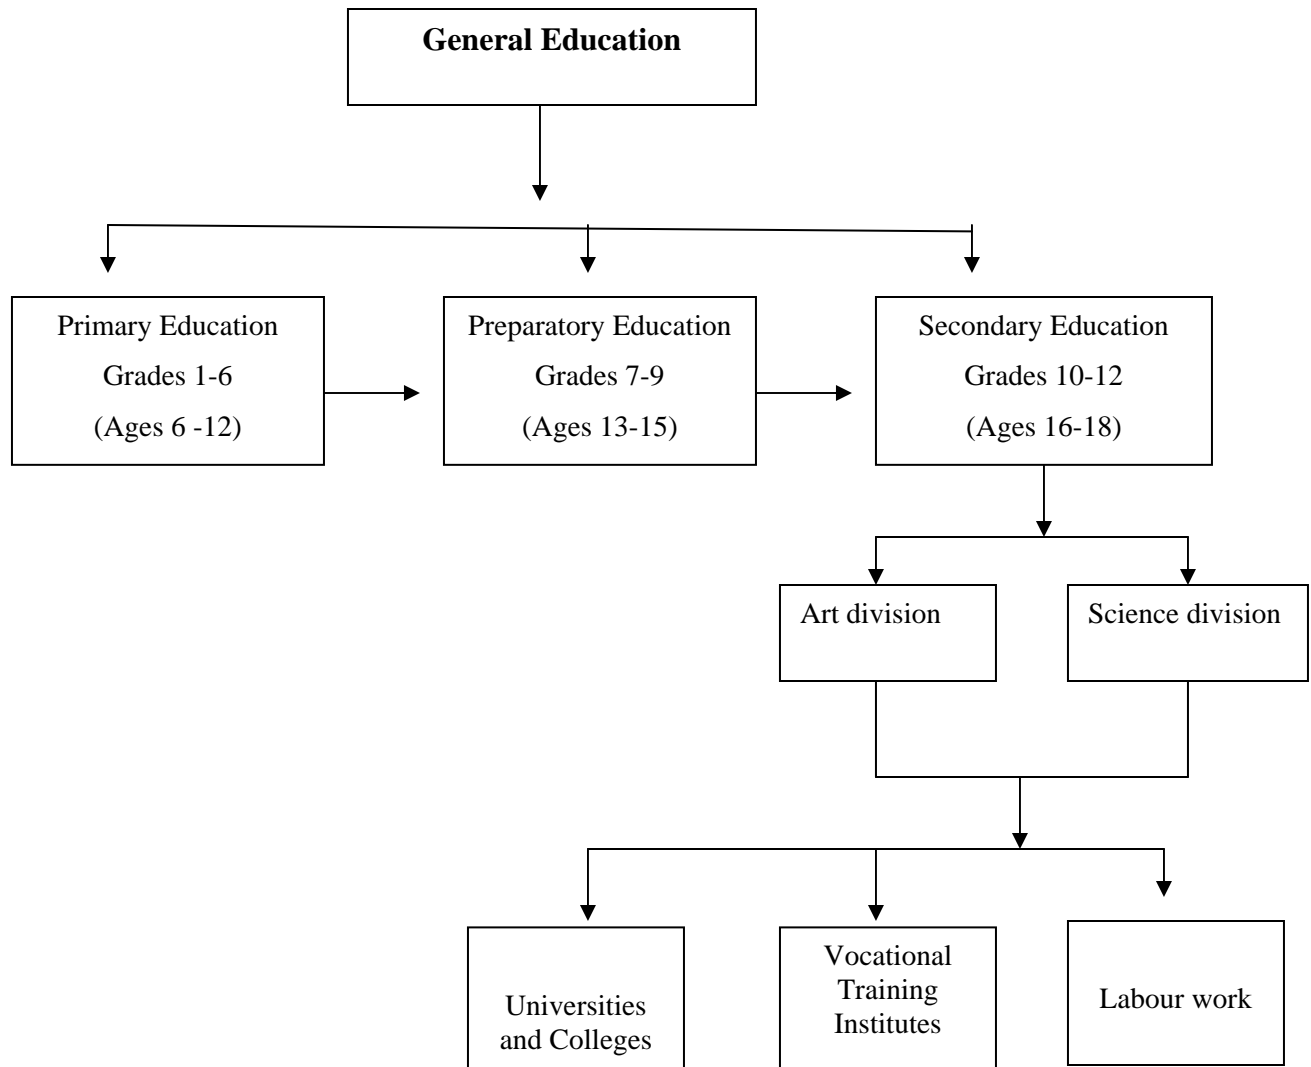 General Education
Primary Education
Grades 1-6
(Ages 6 -12)
Preparatory Education
Grades 7-9
(Ages 13-15)
Secondary Education
Grades 10-12
(Ages 16-18)
Art division
Science division
Universities
and Colleges
Vocational
Training
Institutes
Labour work